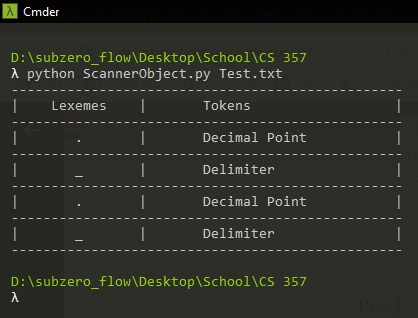 λ Cmder
D:\subzero_flow\Desktop\School\CS 357
λ python ScannerObject.py Test.txt
------------------------------------------------
|    Lexemes    |       Tokens                 |
------------------------------------------------
|       .       |       Decimal Point          |
------------------------------------------------
|       _       |       Delimiter              |
------------------------------------------------
|       .       |       Decimal Point          |
------------------------------------------------
|       _       |       Delimiter              |
------------------------------------------------
D:\subzero_flow\Desktop\School\CS 357
λ